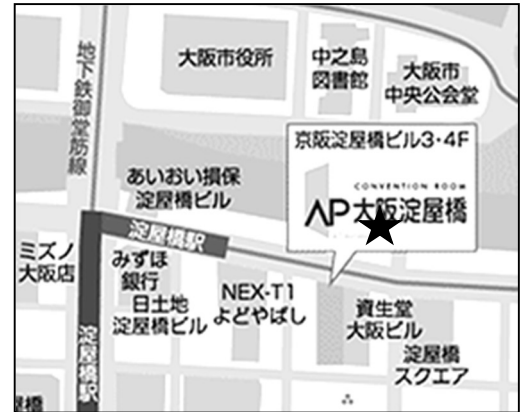 大阪市役所
中之島
図書館
大阪市
中央公会堂
地下鉄御堂筋線
京阪淀屋橋ビル3・4F
CONVENTION ROOM
AP大阪淀屋橋
あいおい損保
淀屋橋ビル
淀屋橋駅
ミズノ
大阪店
みずほ
銀行
日土地
淀屋橋ビル
NEX-T1
よどやばし
資生堂
大阪ビル
淀屋橋
スクエア
淀屋橋駅
屋橋